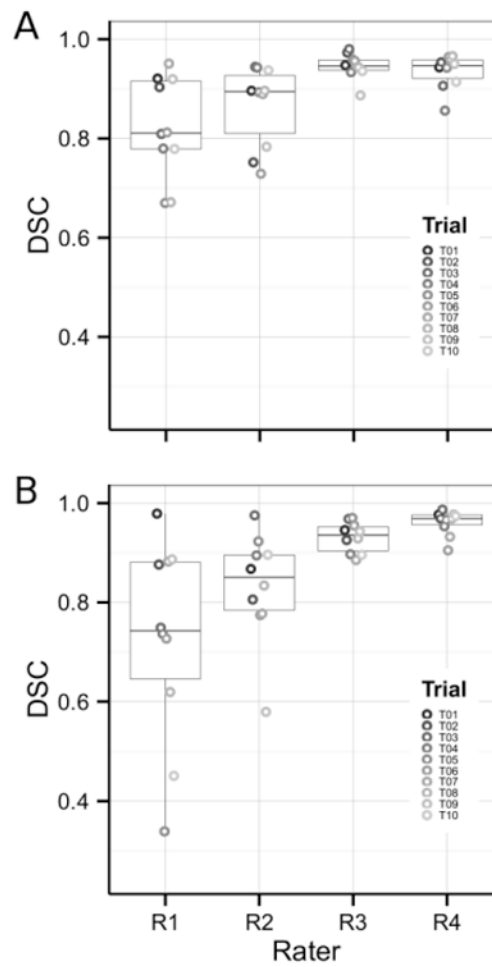 A
1.0
0.8
DSC
0.6
0.4
Trial
T01
T02
T03
T04
T05
T06
T07
T08
T09
T10
B
1.0
0.8
DSC
0.6
0.4
Trial
T01
T02
T03
T04
T05
T06
T07
T08
T09
T10
R1 R2 R3 R4
Rater